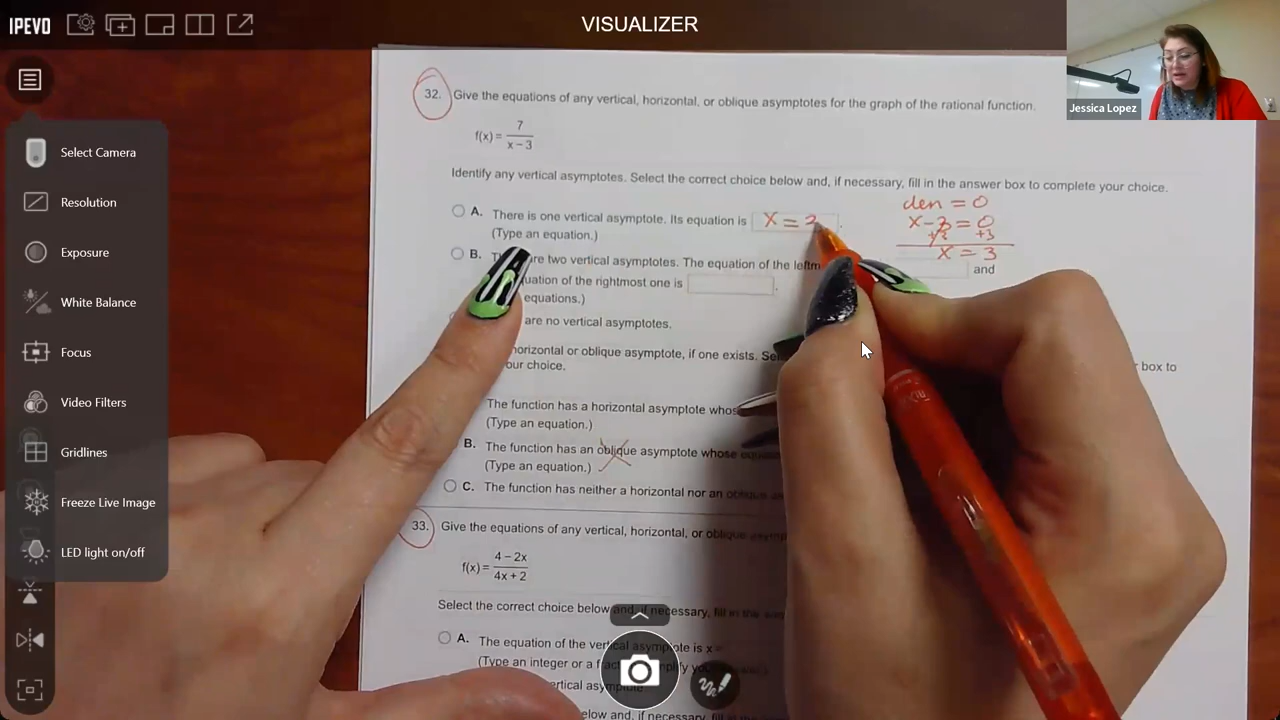 IPEVO
VISUALIZER
Jessica Lopez
Select Camera
Resolution
Exposure
White Balance
Focus
Video Filters
Gridlines
Freeze Live Image
LED light on/off
32. Give the equations of any vertical, horizontal, or oblique asymptotes for the graph of the rational function.
f(x) = 7
x − 3
Identify any vertical asymptotes. Select the correct choice below and, if necessary, fill in the answer box to complete your choice.
den = 0
x - 3 = 0
+3 +3
x = 3
A. There is one vertical asymptote. Its equation is x = 3.
(Type an equation.)
B. are two vertical asymptotes. The equation of the leftm and
uation of the rightmost one is .
equations.)
are no vertical asymptotes.
horizontal or oblique asymptote, if one exists. box to
our choice.
The function has a horizontal asymptote whos
(Type an equation.)
B. The function has an oblique asymptote whose
(Type an equation.)
C. The function has neither a horizontal nor an oblique
33. Give the equations of any vertical, horizontal, or oblique
f(x) = 4 − 2x
4x + 2
Select the correct choice below and, if necessary, fill in the
A. The equation of the vertical asymptote is x =
(Type an integer or a
below and, if necessary, fill in the